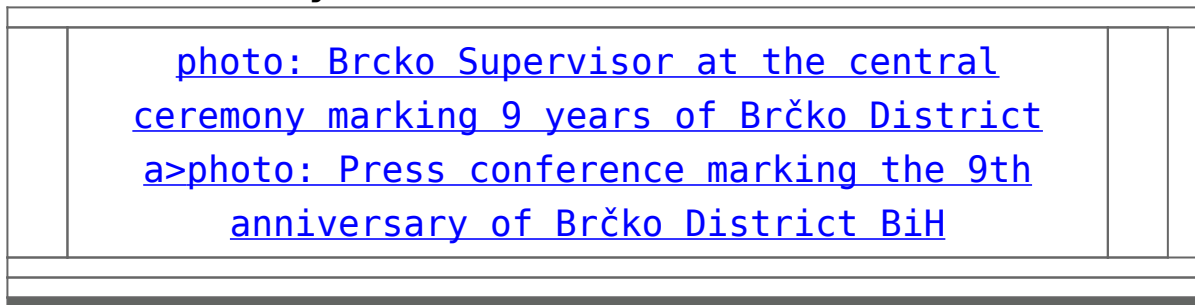 photo: Brcko Supervisor at the central
ceremony marking 9 years of Brčko District
a>photo: Press conference marking the 9th
anniversary of Brčko District BiH